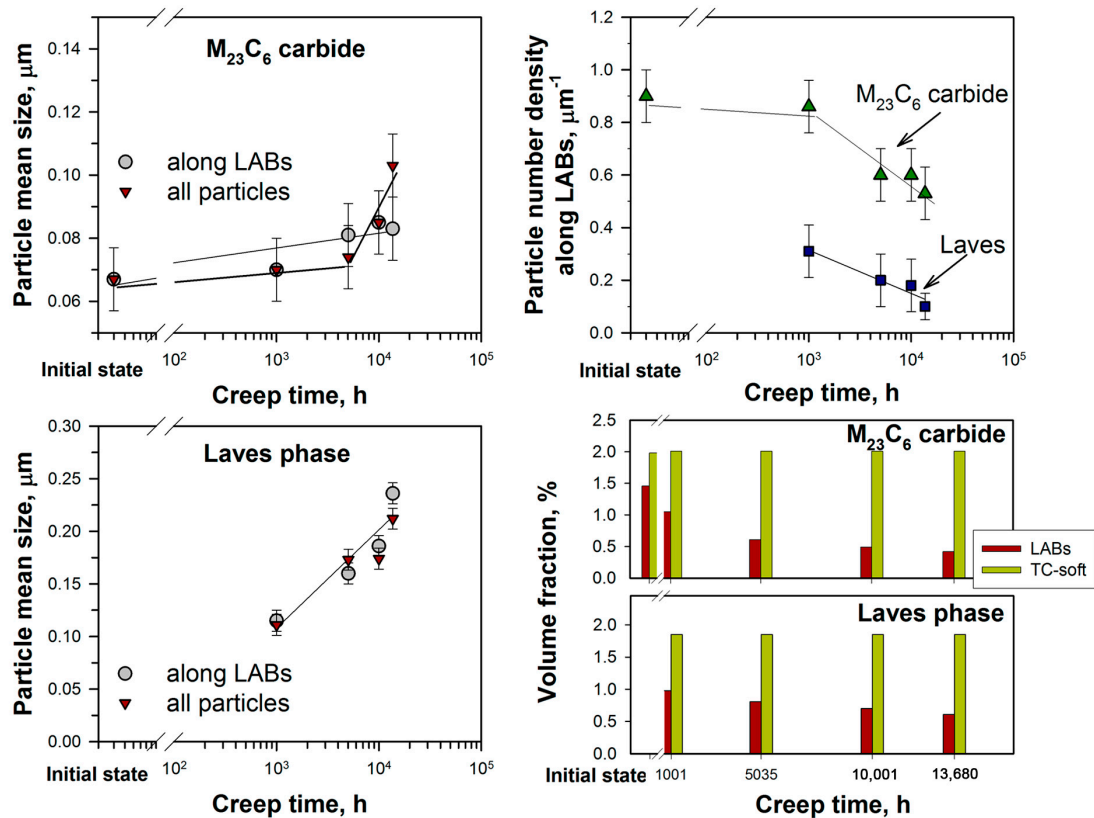 M23C6 carbide
Particle mean size, μm
0.14
0.12
0.10
0.08
0.06
along LABs
all particles
10^2
10^3
10^4
10^5
Initial state
Creep time, h
Particle number density
along LABs, μm^-1
1.2
1.0
0.8
0.6
0.4
0.2
0.0
M23C6 carbide
Laves
10^2
10^3
10^4
10^5
Initial state
Creep time, h
Laves phase
Particle mean size, μm
0.30
0.25
0.20
0.15
0.10
0.05
0.00
along LABs
all particles
10^2
10^3
10^4
10^5
Initial state
Creep time, h
Volume fraction, %
M23C6 carbide
2.5
2.0
1.5
1.0
0.5
0.0
LABs
TC-soft
Laves phase
2.0
1.5
1.0
0.5
0.0
Initial state
1001
5035
10,001
13,680
Creep time, h